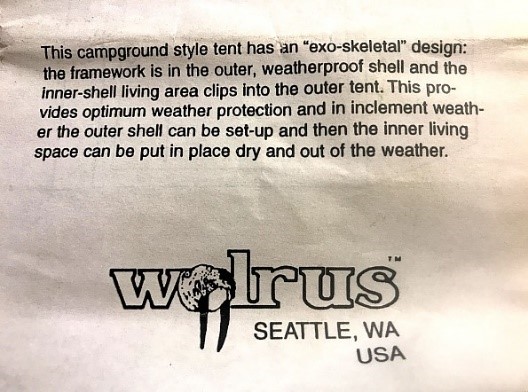 This campground style tent has an "exo-skeletal" design:
the framework is in the outer, weatherproof shell and the
inner-shell living area clips into the outer tent. This pro-
vides optimum weather protection and in inclement weath-
er the outer shell can be set-up and then the inner living
space can be put in place dry and out of the weather.
walrus™
SEATTLE, WA
USA